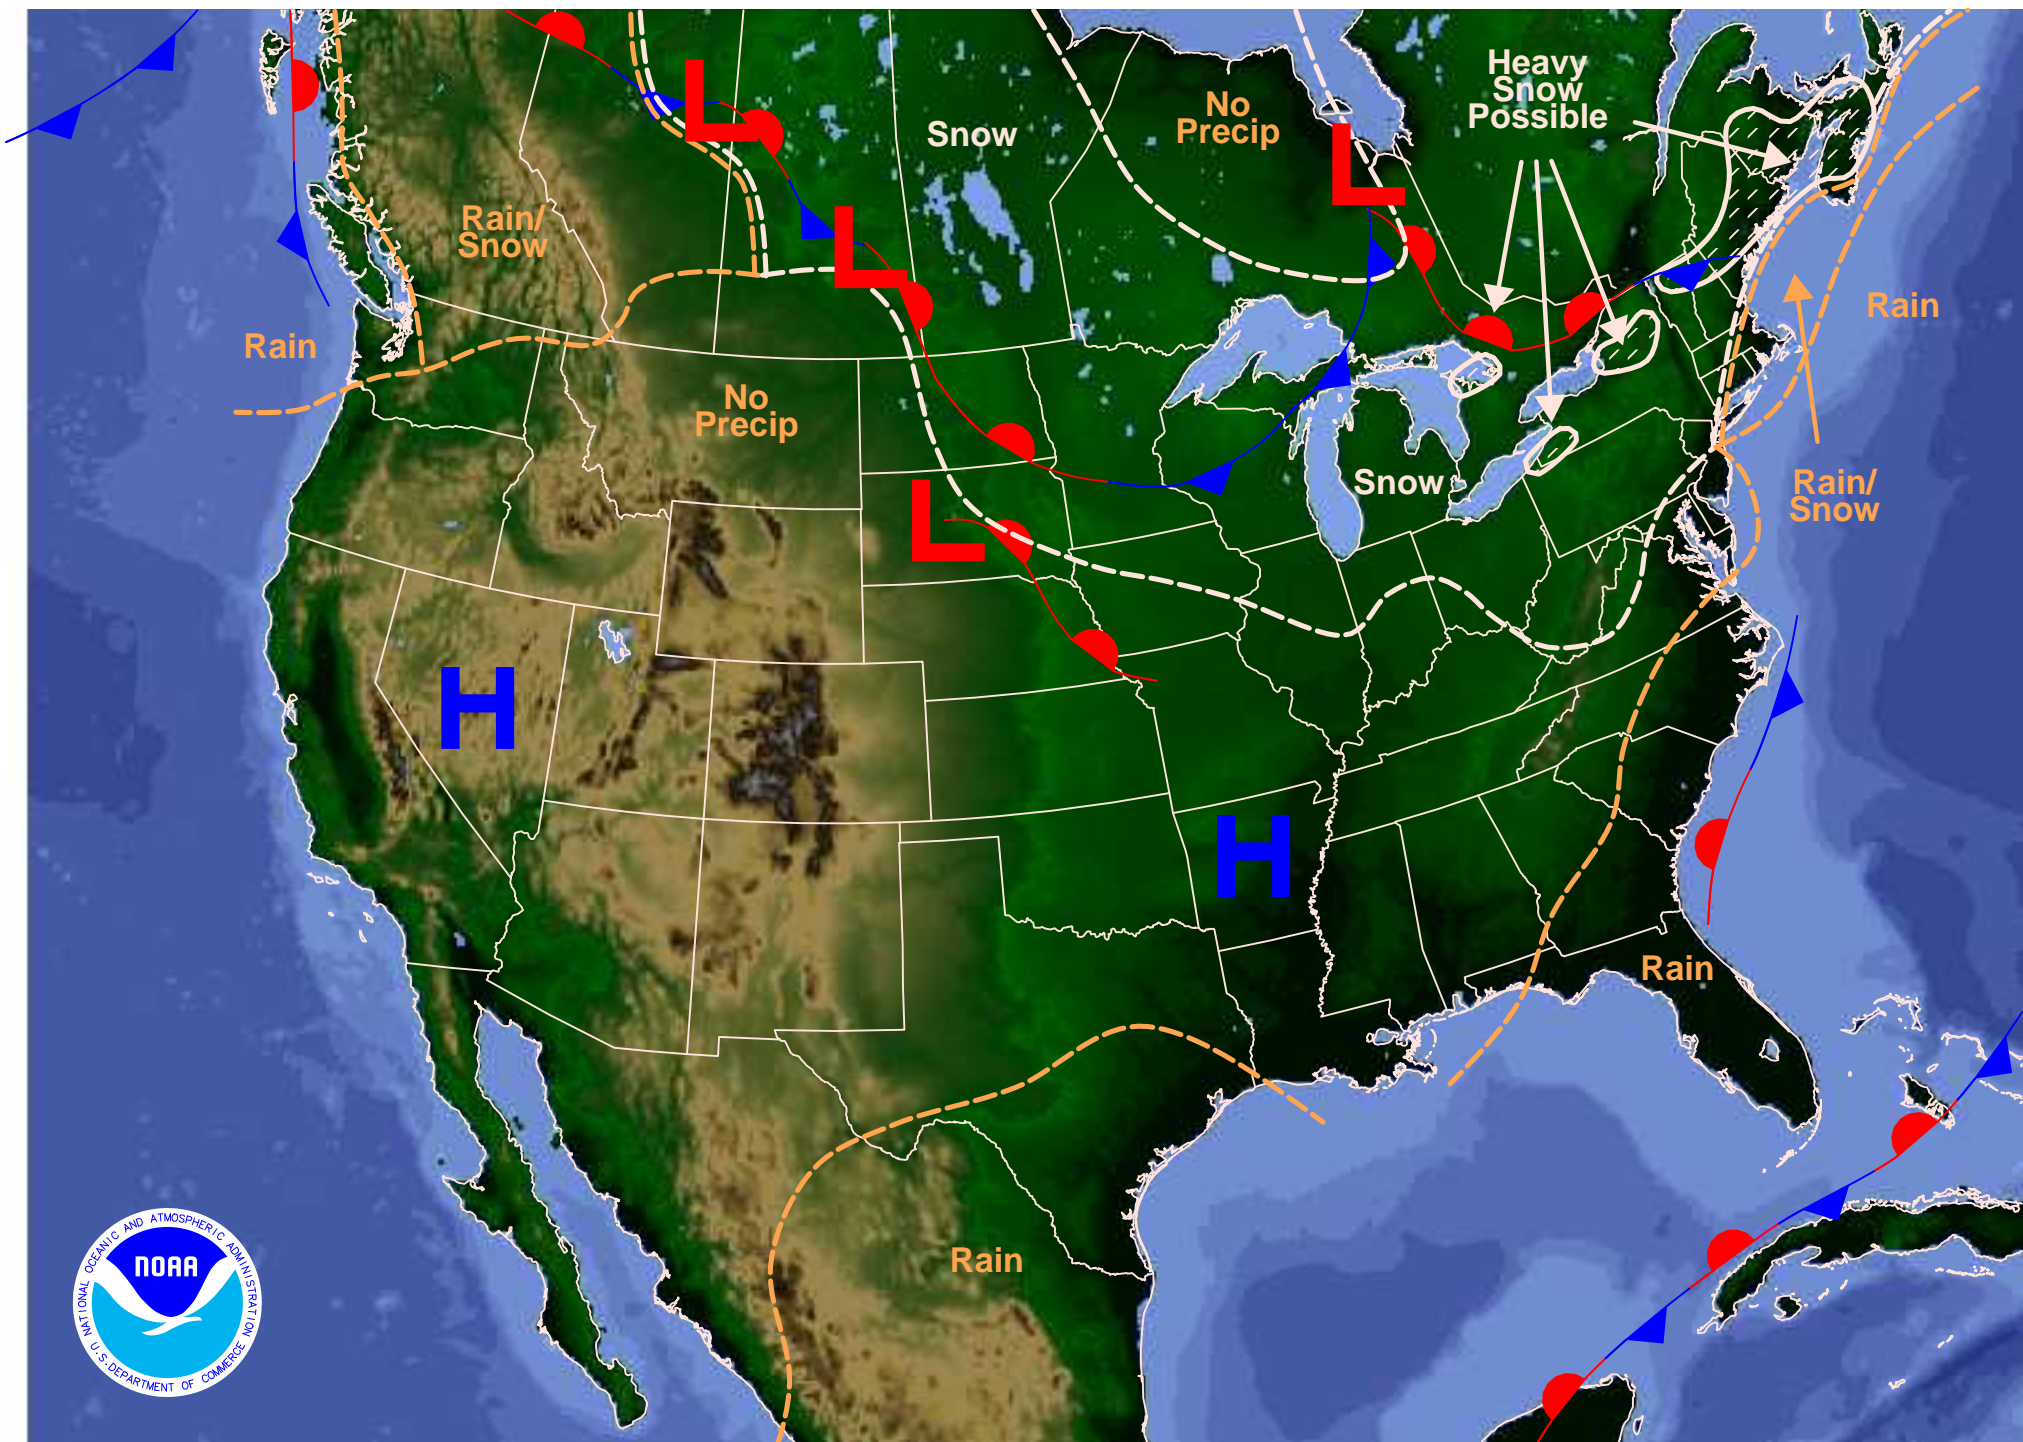 Heavy
Snow
Possible
No
Precip
Snow
L
L
Rain/
Snow
L
Rain
Rain
No
Precip
Snow
Rain/
Snow
L
H
H
Rain
Rain
NATIONAL OCEANIC AND ATMOSPHERIC ADMINISTRATION
NOAA
U.S. DEPARTMENT OF COMMERCE